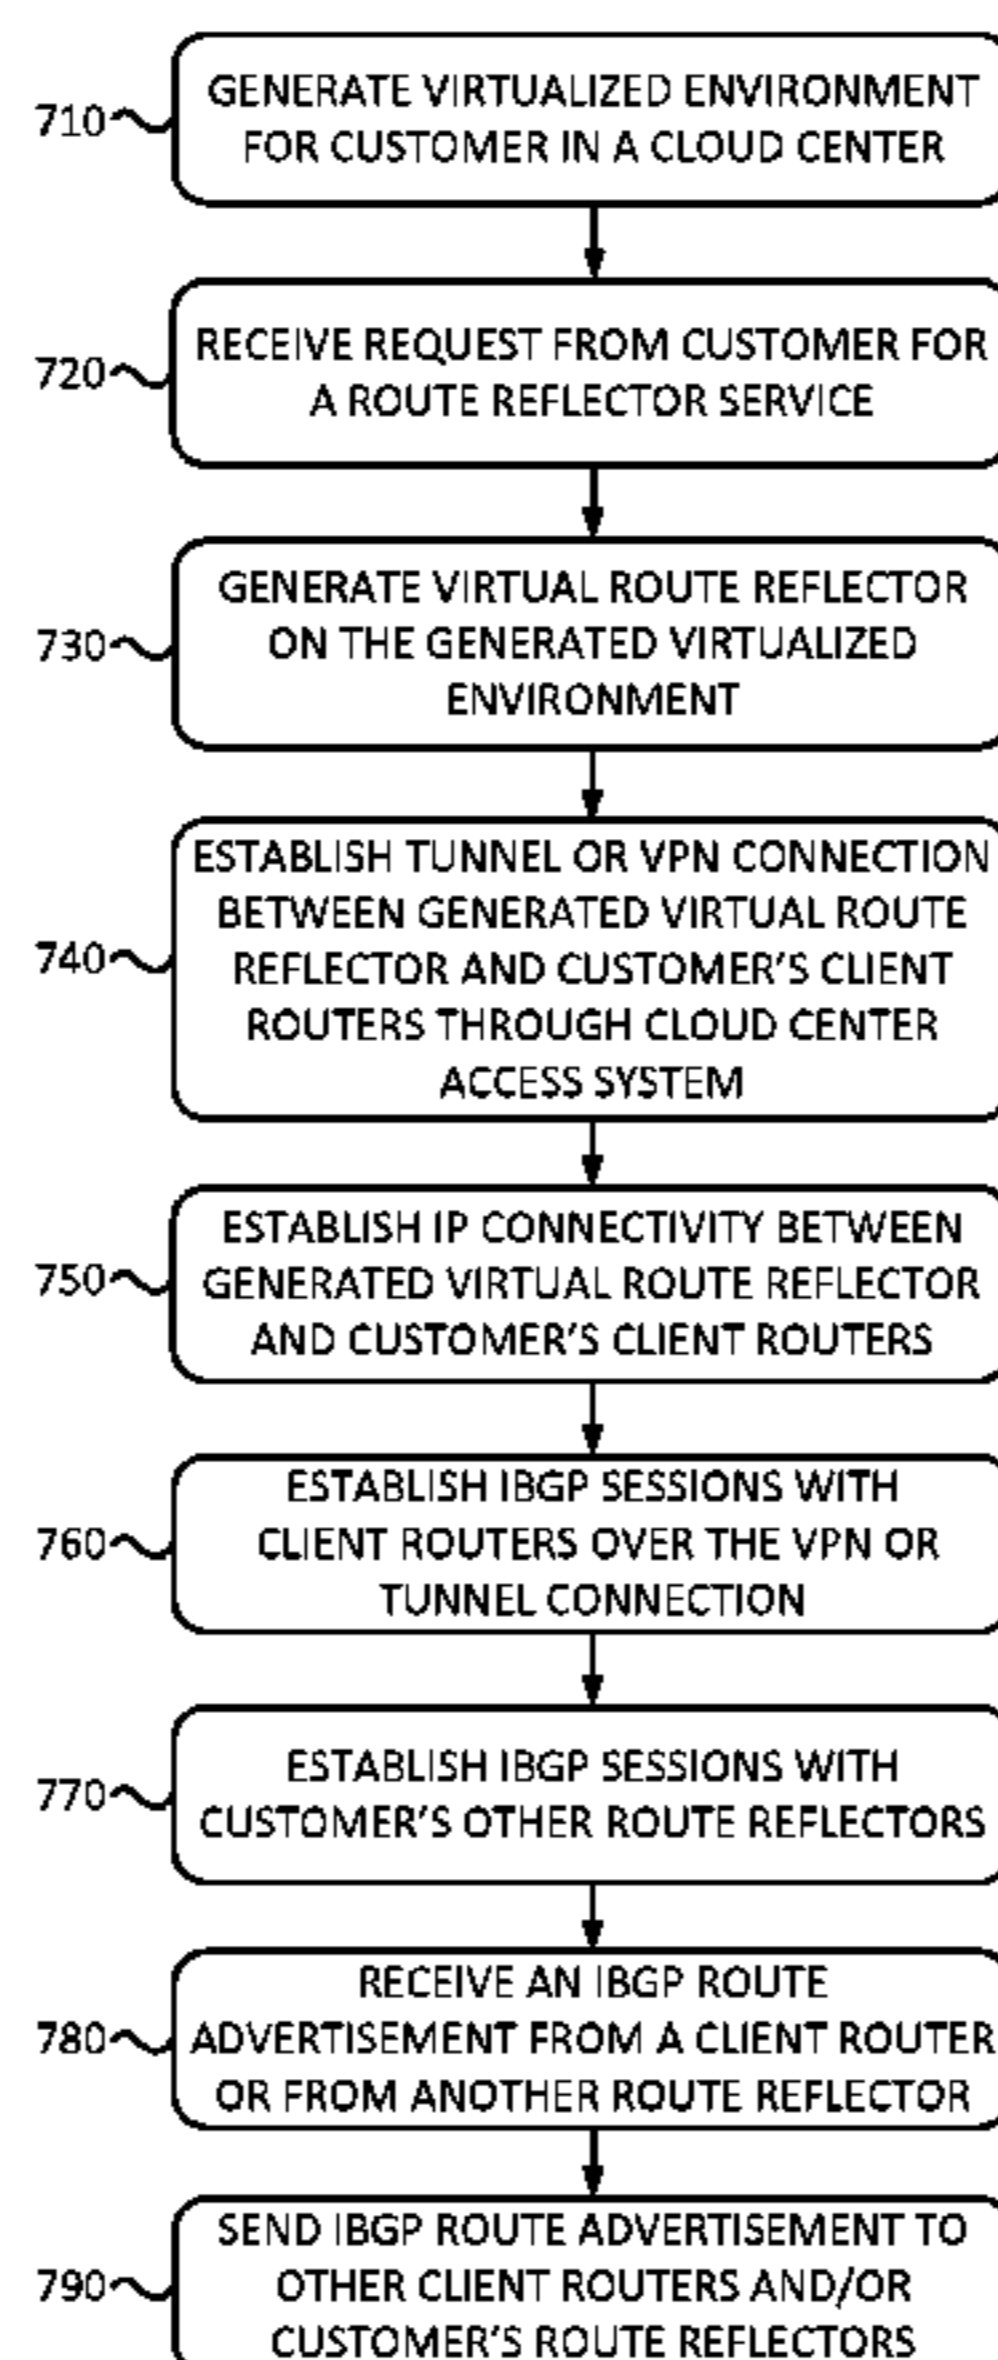 710
GENERATE VIRTUALIZED ENVIRONMENT
FOR CUSTOMER IN A CLOUD CENTER
720
RECEIVE REQUEST FROM CUSTOMER FOR
A ROUTE REFLECTOR SERVICE
730
GENERATE VIRTUAL ROUTE REFLECTOR
ON THE GENERATED VIRTUALIZED
ENVIRONMENT
740
ESTABLISH TUNNEL OR VPN CONNECTION
BETWEEN GENERATED VIRTUAL ROUTE
REFLECTOR AND CUSTOMER'S CLIENT
ROUTERS THROUGH CLOUD CENTER
ACCESS SYSTEM
750
ESTABLISH IP CONNECTIVITY BETWEEN
GENERATED VIRTUAL ROUTE REFLECTOR
AND CUSTOMER'S CLIENT ROUTERS
760
ESTABLISH IBGP SESSIONS WITH
CLIENT ROUTERS OVER THE VPN OR
TUNNEL CONNECTION
770
ESTABLISH IBGP SESSIONS WITH
CUSTOMER'S OTHER ROUTE REFLECTORS
780
RECEIVE AN IBGP ROUTE
ADVERTISEMENT FROM A CLIENT ROUTER
OR FROM ANOTHER ROUTE REFLECTOR
790
SEND IBGP ROUTE ADVERTISEMENT TO
OTHER CLIENT ROUTERS AND/OR
CUSTOMER'S ROUTE REFLECTORS